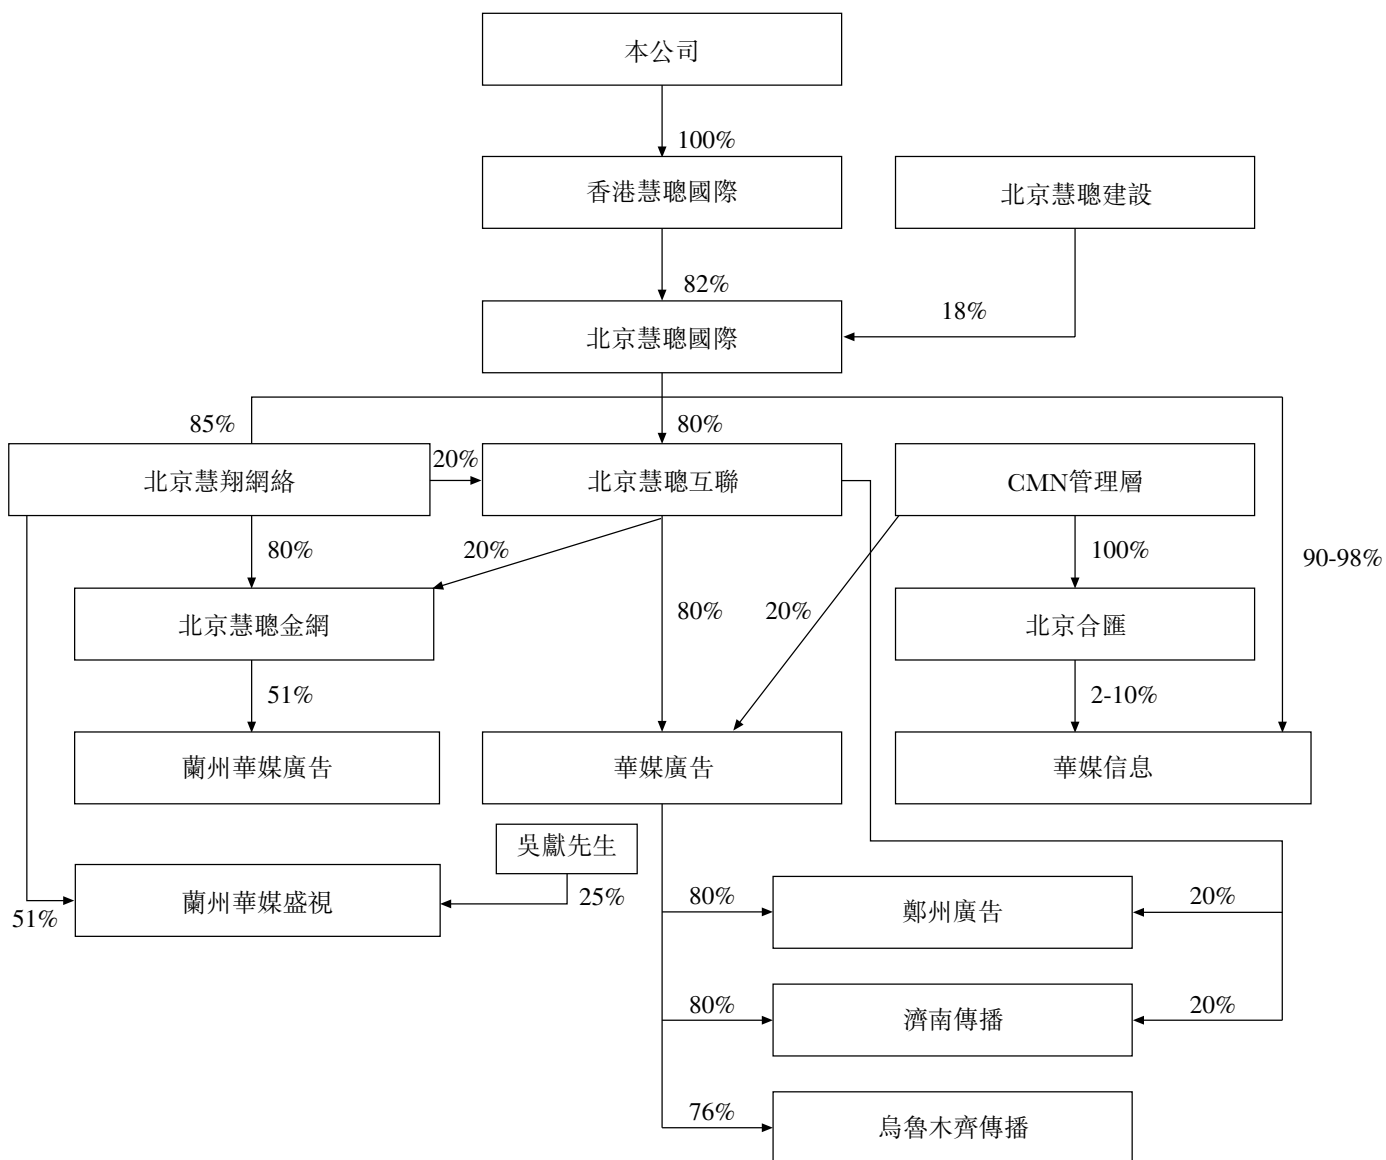 本公司
100%
香港慧聰國際
北京慧聰建設
82%
18%
北京慧聰國際
85%
80%
北京慧翔網絡
20%
北京慧聰互聯
CMN管理層
80%
20%
100%
90-98%
北京慧聰金網
80%
20%
北京合匯
51%
2-10%
蘭州華媒廣告
華媒廣告
華媒信息
吳獻先生
蘭州華媒盛視
25%
51%
80%
鄭州廣告
20%
80%
濟南傳播
20%
76%
烏魯木齊傳播